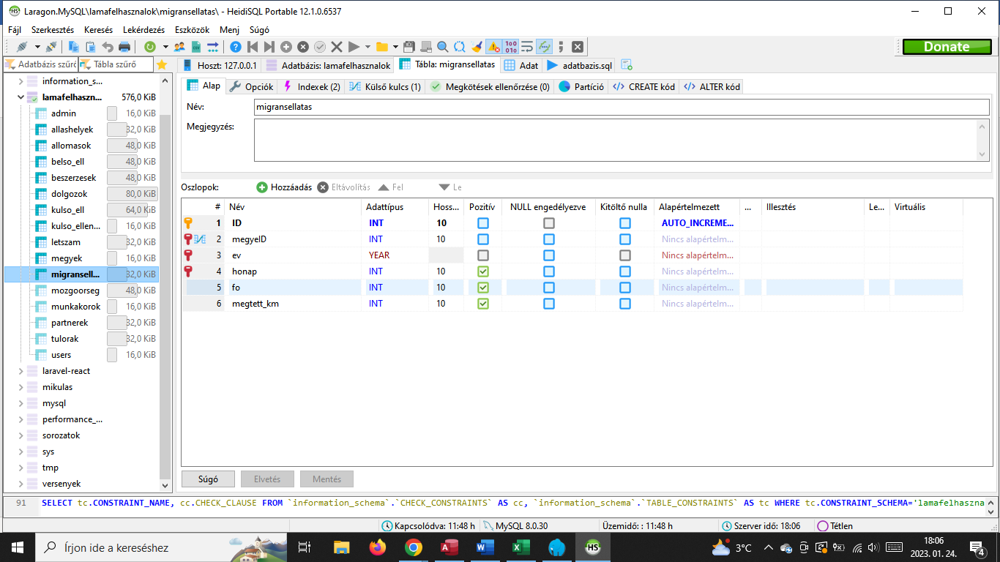 Laragon.MySQL\lamafelhasznalok\migransellatas\ - HeidiSQL Portable 12.1.0.6537
Fájl Szerkesztés Keresés Lekérdezés Eszközök Menj Súgó
Donate
Adatbázis szűrő Tábla szűrő
Hoszt: 127.0.0.1 Adatbázis: lamafelhasznalok Tábla: migransellatas Adat adatbazis.sql
information_s...
lamafelhaszn... 576,0 KiB
admin 16,0 KiB
allashelyek 32,0 KiB
allomasok 48,0 KiB
belso_ell 48,0 KiB
beszerzesek 48,0 KiB
dolgozok 80,0 KiB
kulso_ell 64,0 KiB
kulso_ellen... 16,0 KiB
letszam 32,0 KiB
megyek 16,0 KiB
migransell... 32,0 KiB
mozgoorseg 48,0 KiB
munkakorok 16,0 KiB
partnerek 32,0 KiB
tulorak 32,0 KiB
users 16,0 KiB
laravel-react
mikulas
mysql
performance_...
sorozatok
sys
tmp
versenyek
Alap Opciók Indexek (2) Külső kulcs (1) Megkötések ellenőrzése (0) Partíció CREATE kód ALTER kód
Név: migransellatas
Megjegyzés:
Oszlopok: Hozzáadás Eltávolítás Fel Le
# Név Adattípus Hoss... Pozitív NULL engedélyezve Kitöltő nulla Alapértelmezett ... Illesztés Le... Virtuális
1 ID INT 10 AUTO_INCREME...
2 megyeID INT 10 Nincs alapértelm...
3 ev YEAR Nincs alapértelm...
4 honap INT 10 Nincs alapértelm...
5 fo INT 10 Nincs alapértelm...
6 megtett_km INT 10 Nincs alapértelm...
Súgó Elvetés Mentés
91 SELECT tc.CONSTRAINT_NAME, cc.CHECK_CLAUSE FROM `information_schema`.`CHECK_CONSTRAINTS` AS cc, `information_schema`.`TABLE_CONSTRAINTS` AS tc WHERE tc.CONSTRAINT_SCHEMA='lamafelhaszna
Kapcsolódva: 11:48 h MySQL 8.0.30 Üzemidő: : 11:48 h Szerver idő: 18:06 Tétlen
Írjon ide a kereséshez
3°C
18:06
2023. 01. 24.
4